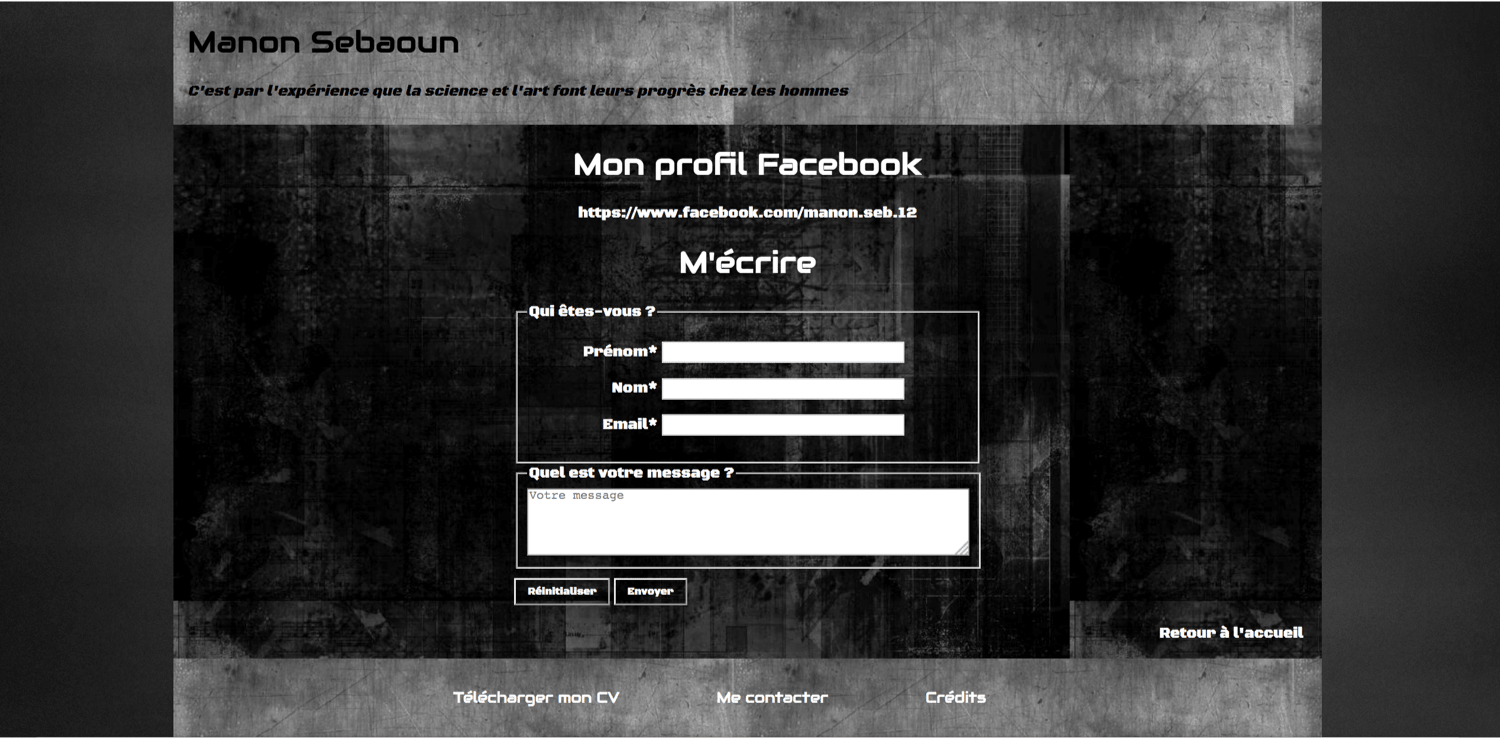 Manon Sebaoun
C'est par l'expérience que la science et l'art font leurs progrès chez les hommes
Mon profil Facebook
https://www.facebook.com/manon.seb.12
M'écrire
Qui êtes-vous ?
Prénom*
Nom*
Email*
Quel est votre message ?
Votre message
Réinitialiser Envoyer
Retour à l'accueil
Télécharger mon CV Me contacter Crédits